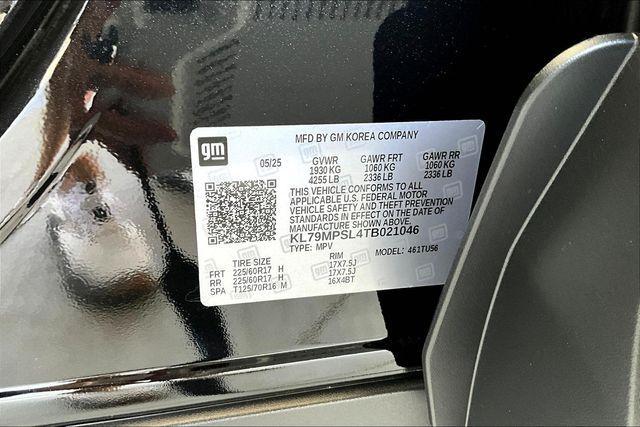 gm
MFD BY GM KOREA COMPANY
05/25 GVWR GAWR FRT GAWR RR
1930 KG 1060 KG 1060 KG
4255 LB 2336 LB 2336 LB
THIS VEHICLE CONFORMS TO ALL
APPLICABLE U.S. FEDERAL MOTOR
VEHICLE SAFETY AND THEFT PREVENTION
STANDARDS IN EFFECT ON THE DATE OF
MANUFACTURE SHOWN ABOVE.
KL79MPSL4TB021046
TYPE: MPV MODEL: 461TU56
TIRE SIZE RIM
FRT 225/60R17 H 17X7.5J
RR 225/60R17 H 17X7.5J
SPA T125/70R16 M 16X4BT